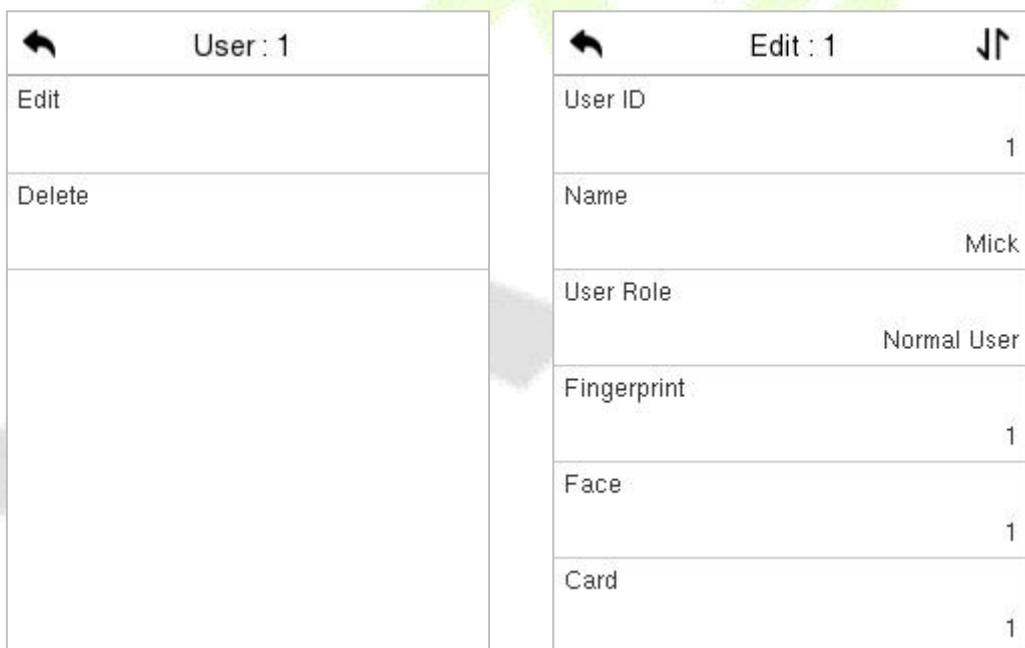 User : 1
Edit
Delete
Edit : 1
User ID
1
Name
Mick
User Role
Normal User
Fingerprint
1
Face
1
Card
1